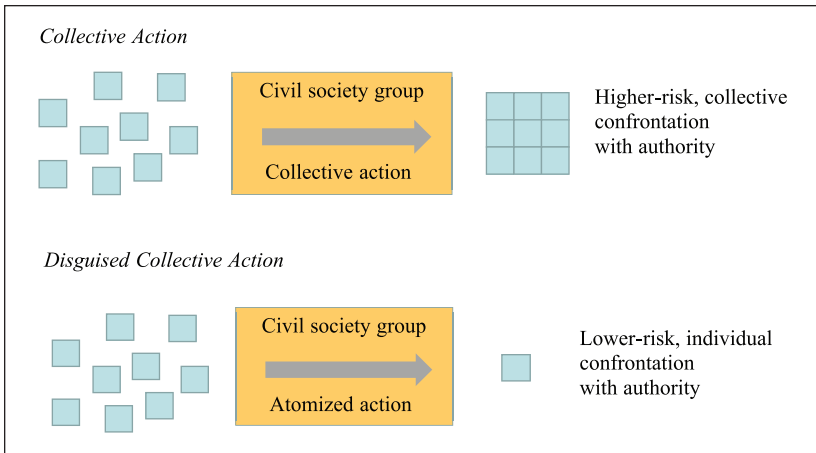 Collective Action
Civil society group
Collective action
Higher-risk, collective
confrontation
with authority
Disguised Collective Action
Civil society group
Atomized action
Lower-risk, individual
confrontation
with authority